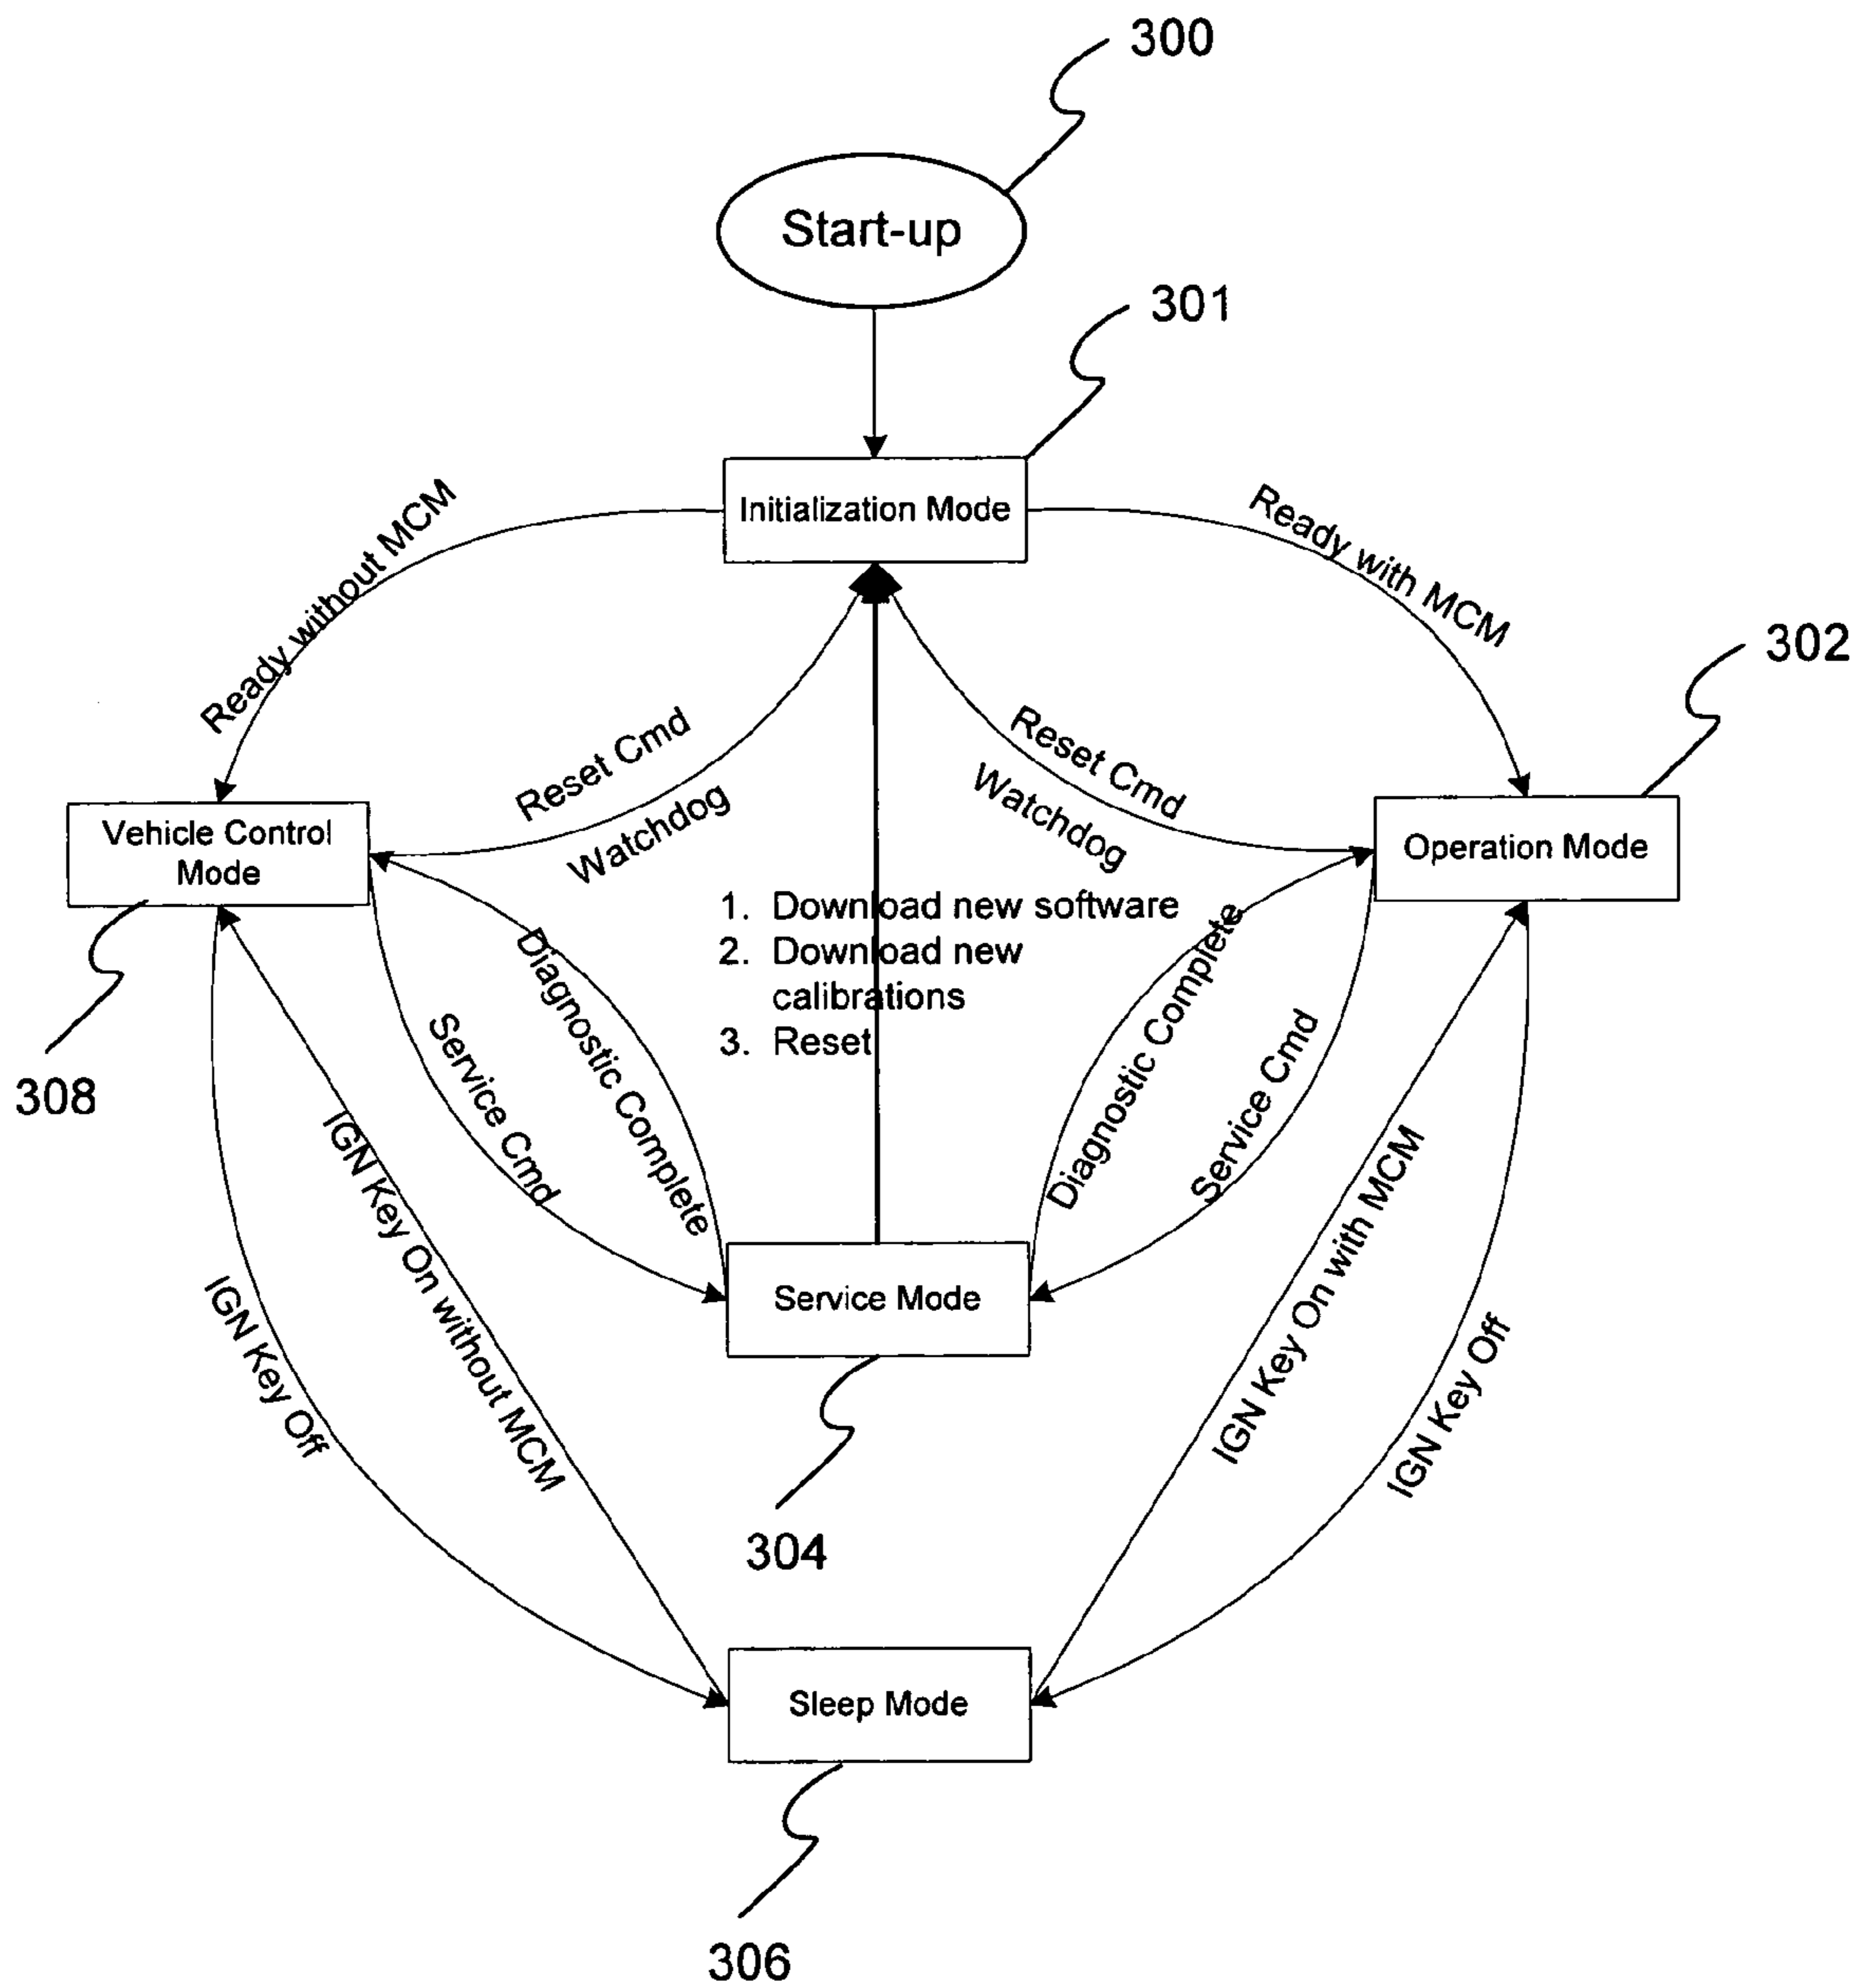 300
Start-up
301
Initialization Mode
Ready without MCM
Ready with MCM
302
Reset Cmd
Watchdog
Reset Cmd
Watchdog
Vehicle Control
Mode
Operation Mode
308
1. Download new software
2. Download new
calibrations
3. Reset
Diagnostic Complete
Service Cmd
Diagnostic Complete
Service Cmd
IGN Key On without MCM
IGN Key Off
IGN Key On with MCM
IGN Key Off
Service Mode
304
Sleep Mode
306